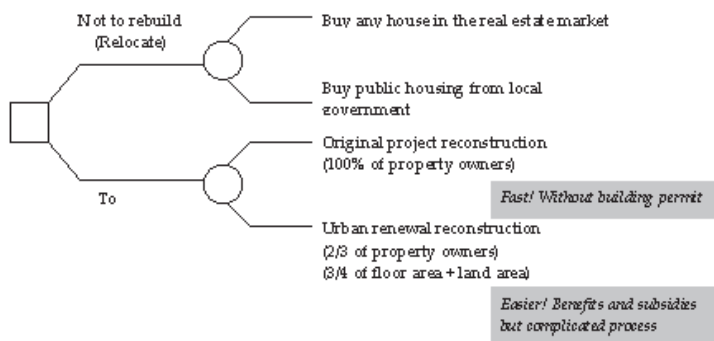 Not to rebuild
(Relocate)
Buy any house in the real estate market
Buy public housing from local
government
Original project reconstruction
(100% of property owners)
To
Fast! Without building permit
Urban renewal reconstruction
(2/3 of property owners)
(3/4 of floor area + land area)
Easier! Benefits and subsidies
but complicated process